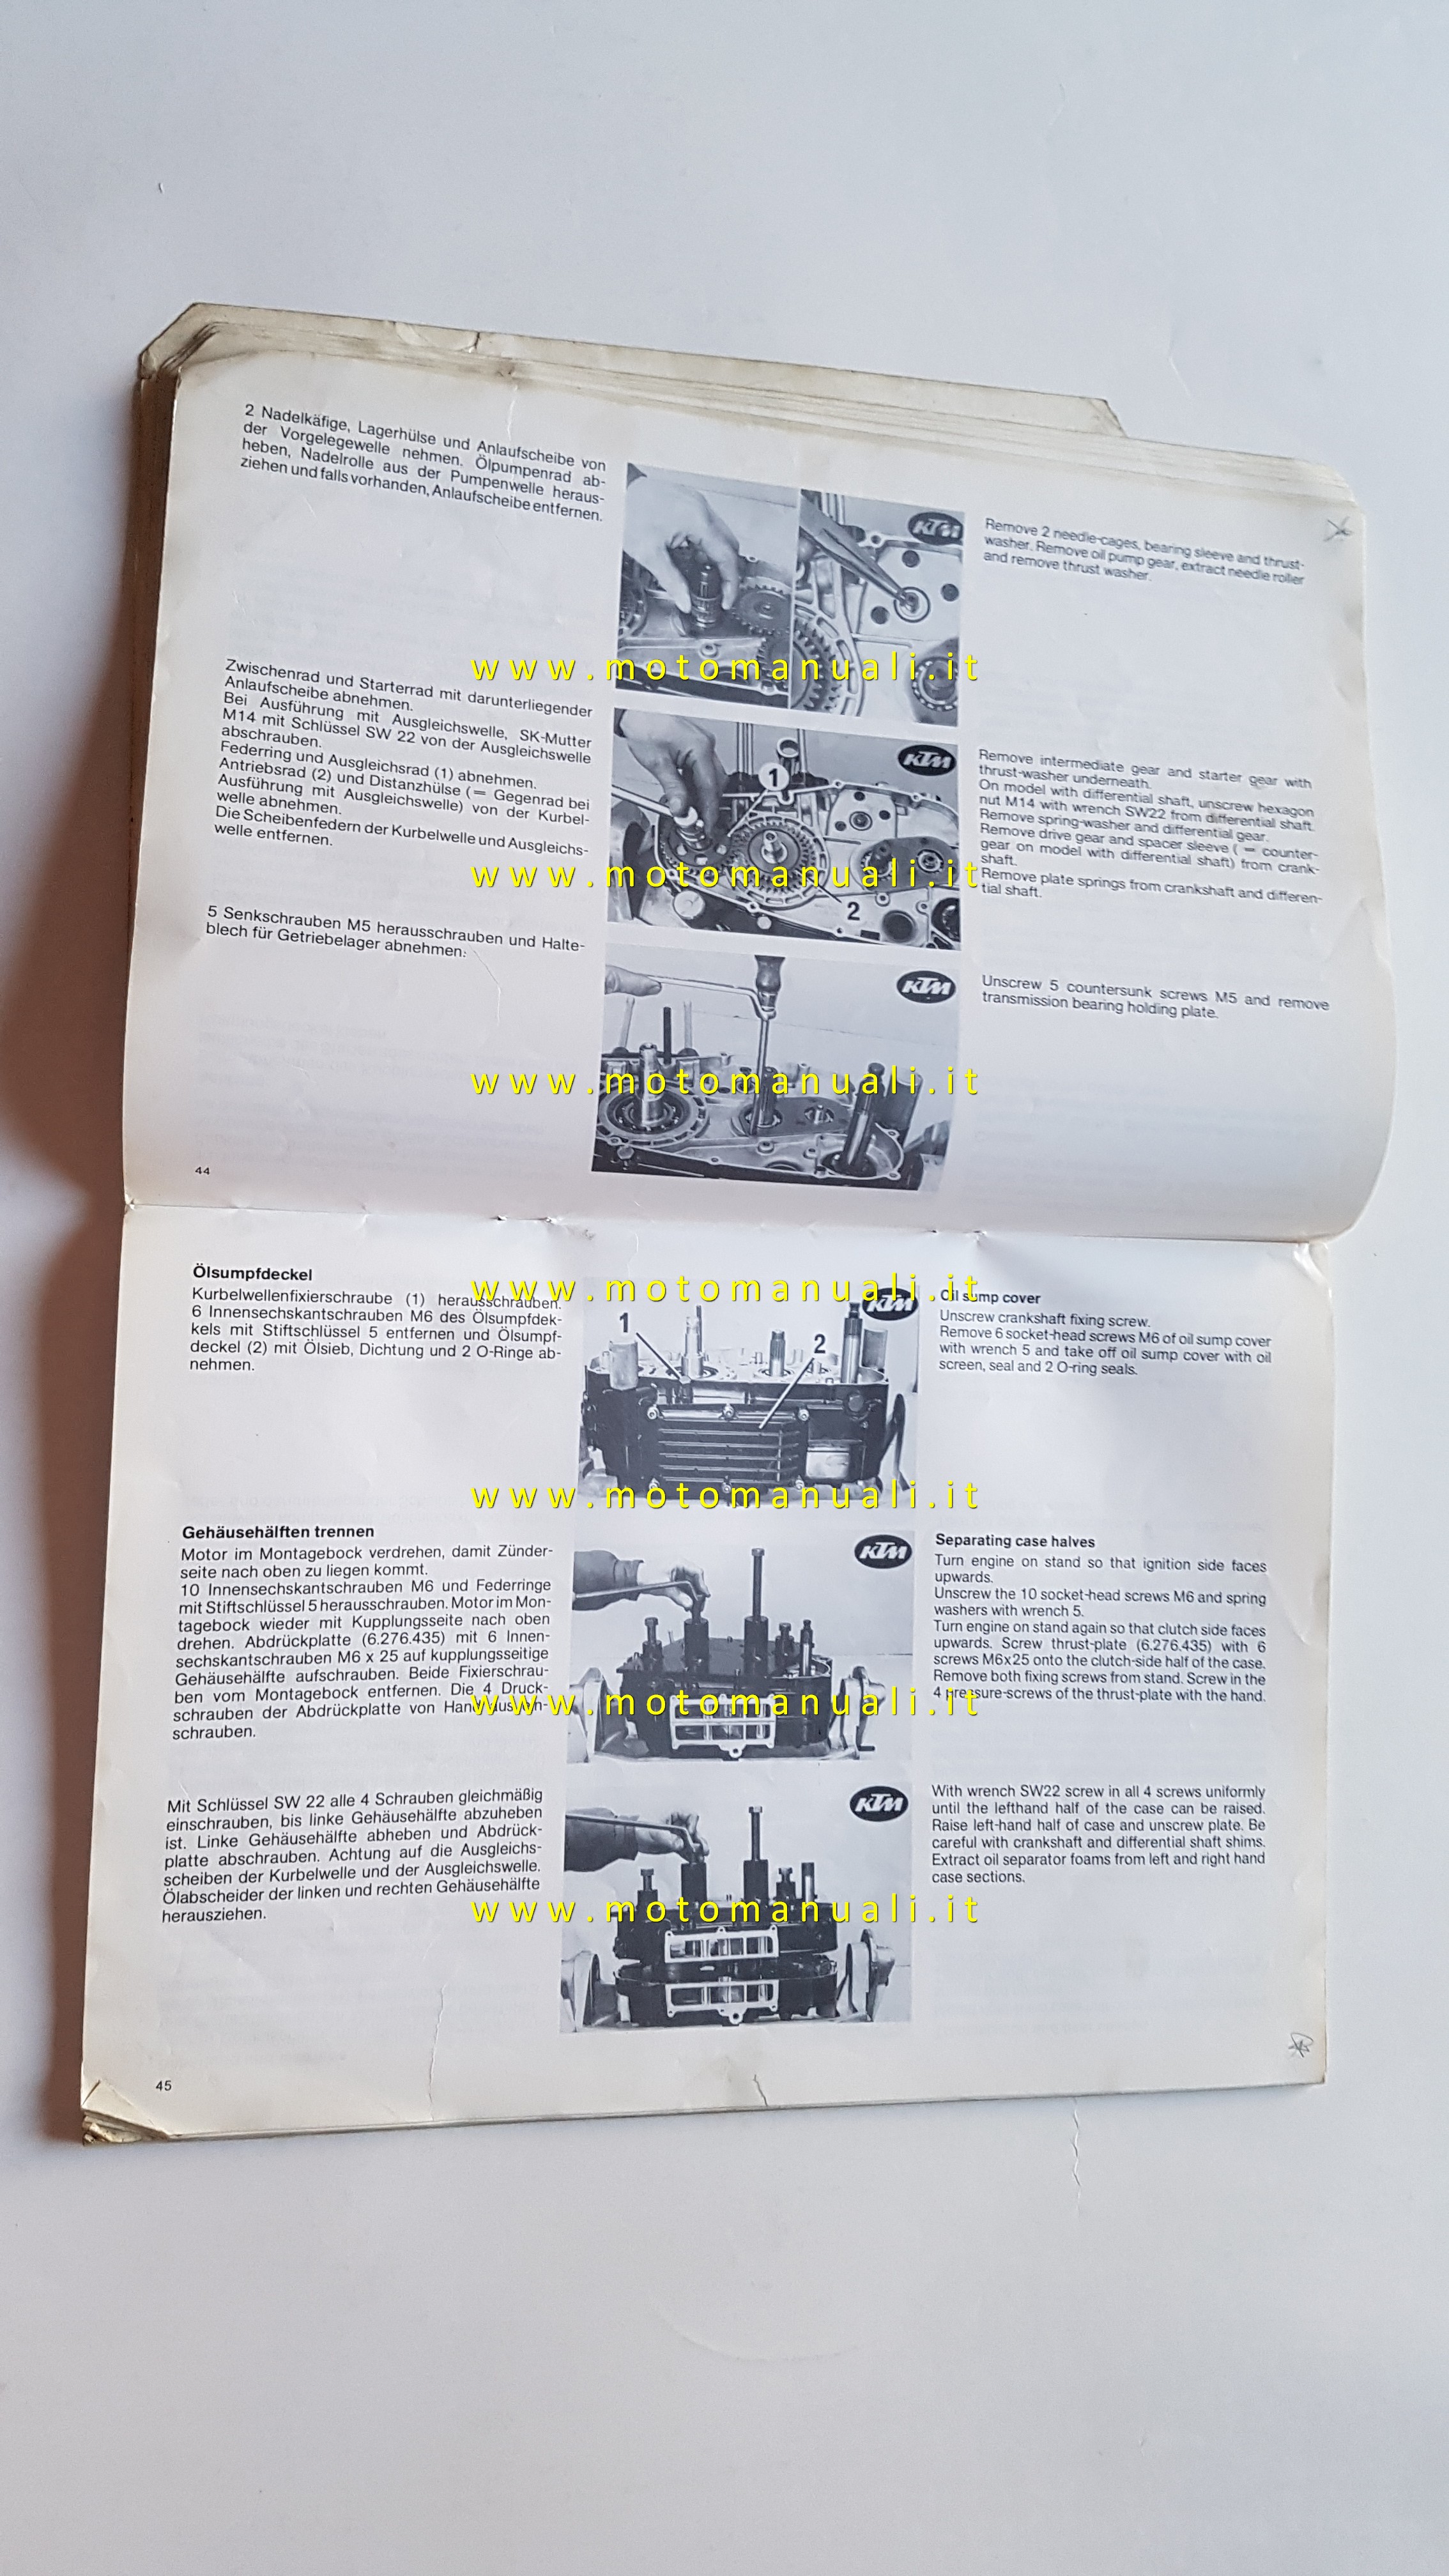 2 Nadelkäfige, Lagerhülse und Anlaufscheibe von
der Vorgelegewelle nehmen. Ölpumpenrad ab-
heben, Nadelrolle aus der Pumpenwelle heraus-
ziehen und falls vorhanden, Anlaufscheibe entfernen.
KTM
Remove 2 needle-cages, bearing sleeve and thrust-
washer. Remove oil pump gear, extract needle roller
and remove thrust washer.
www.motomanuali.it
Zwischenrad und Starterrad mit darunterliegender
Anlaufscheibe abnehmen.
Bei Ausführung mit Ausgleichswelle, SK-Mutter
M14 mit Schlüssel SW 22 von der Ausgleichswelle
abschrauben.
Federring und Ausgleichsrad (1) abnehmen.
Antriebsrad (2) und Distanzhülse (= Gegenrad bei
Ausführung mit Ausgleichswelle) von der Kurbel-
welle abnehmen.
Die Scheibenfedern der Kurbelwelle und Ausgleichs-
welle entfernen.
KTM
1
2
Remove intermediate gear and starter gear with
thrust-washer underneath.
On model with differential shaft, unscrew hexagon
nut M14 with wrench SW22 from differential shaft.
Remove spring-washer and differential gear.
Remove drive gear and spacer sleeve ( = counter-
gear on model with differential shaft) from crank-
shaft.
Remove plate springs from crankshaft and differen-
tial shaft.
www.motomanuali.it
5 Senkschrauben M5 herausschrauben und Halte-
blech für Getriebelager abnehmen.
KTM
Unscrew 5 countersunk screws M5 and remove
transmission bearing holding plate.
www.motomanuali.it
44
Ölsumpfdeckel
Kurbelwellenfixierschraube (1) herausschrauben.
6 Innensechskantschrauben M6 des Ölsumpfdek-
kels mit Stiftschlüssel 5 entfernen und Ölsumpf-
deckel (2) mit Ölsieb, Dichtung und 2 O-Ringe ab-
nehmen.
www.motomanuali.it
KTM
1
2
Oil sump cover
Unscrew crankshaft fixing screw.
Remove 6 socket-head screws M6 of oil sump cover
with wrench 5 and take off oil sump cover with oil
screen, seal and 2 O-ring seals.
www.motomanuali.it
Gehäusehälften trennen
Motor im Montagebock verdrehen, damit Zünder-
seite nach oben zu liegen kommt.
10 Innensechskantschrauben M6 und Federringe
mit Stiftschlüssel 5 herausschrauben. Motor im Mon-
tagebock wieder mit Kupplungsseite nach oben
drehen. Abdrückplatte (6.276.435) mit 6 Innen-
sechskantschrauben M6 x 25 auf kupplungsseitige
Gehäusehälfte aufschrauben. Beide Fixierschrau-
ben vom Montagebock entfernen. Die 4 Druck-
schrauben der Abdrückplatte von Hand
schrauben.
KTM
Separating case halves
Turn engine on stand so that ignition side faces
upwards.
Unscrew the 10 socket-head screws M6 and spring
washers with wrench 5.
Turn engine on stand again so that clutch side faces
upwards. Screw thrust-plate (6.276.435) with 6
screws M6x25 onto the clutch-side half of the case.
Remove both fixing screws from stand. Screw in the
4 pressure-screws of the thrust-plate with the hand.
www.motomanuali.it
Mit Schlüssel SW 22 alle 4 Schrauben gleichmäßig
einschrauben, bis linke Gehäusehälfte abzuheben
ist. Linke Gehäusehälfte abheben und Abdrück-
platte abschrauben. Achtung auf die Ausgleichs-
scheiben der Kurbelwelle und der Ausgleichswelle.
Ölabscheider der linken und rechten Gehäusehälfte
herausziehen.
KTM
With wrench SW22 screw in all 4 screws uniformly
until the lefthand half of the case can be raised.
Raise left-hand half of case and unscrew plate. Be
careful with crankshaft and differential shaft shims.
Extract oil separator foams from left and right hand
case sections.
www.motomanuali.it
45